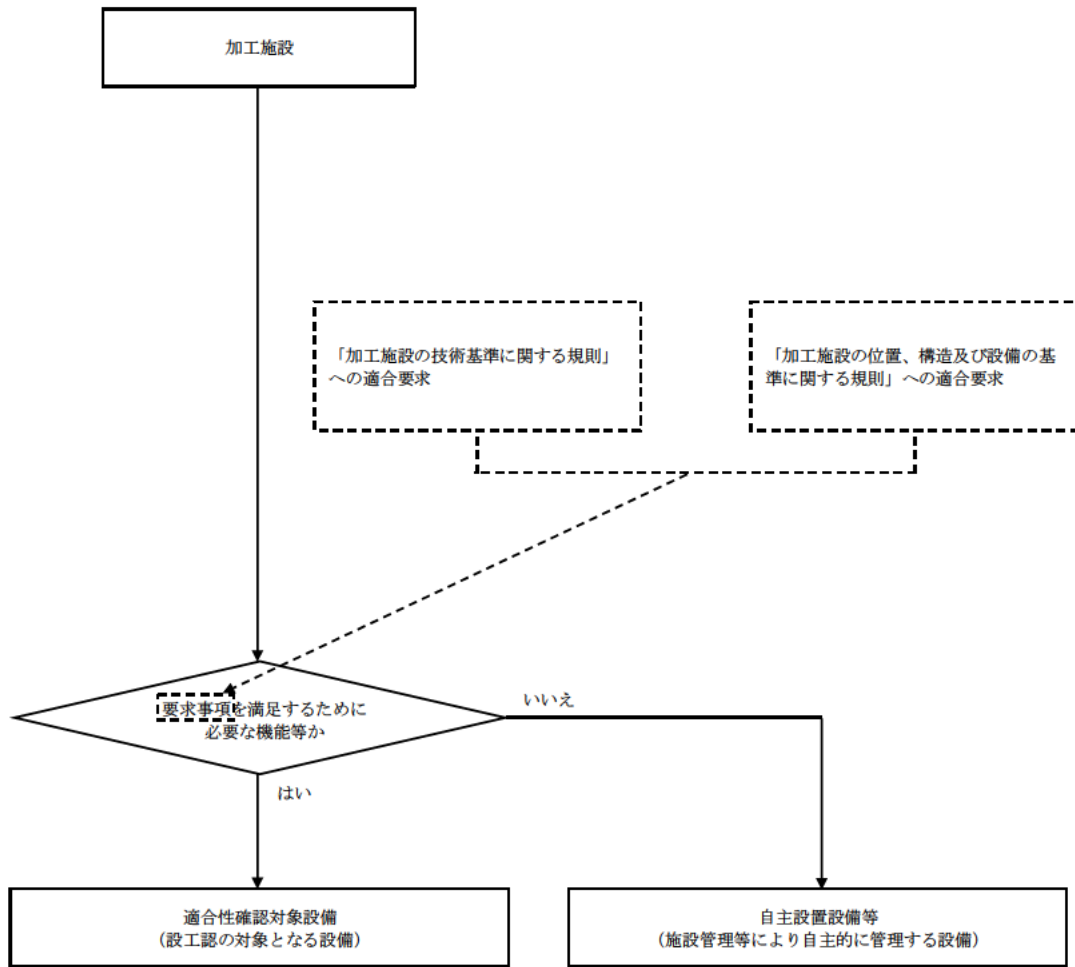 加工施設
「加工施設の技術基準に関する規則」
への適合要求
「加工施設の位置、構造及び設備の基
準に関する規則」への適合要求
要求事項を満足するために
必要な機能等か
いいえ
はい
適合性確認対象設備
（設工認の対象となる設備）
自主設置設備等
（施設管理等により自主的に管理する設備）